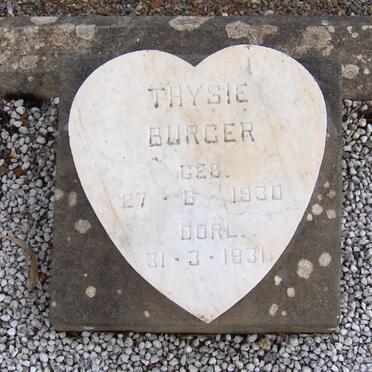 THYSIE
BURGER
GEB.
27 - 6 - 1930
OORL.
31 - 3 - 1931